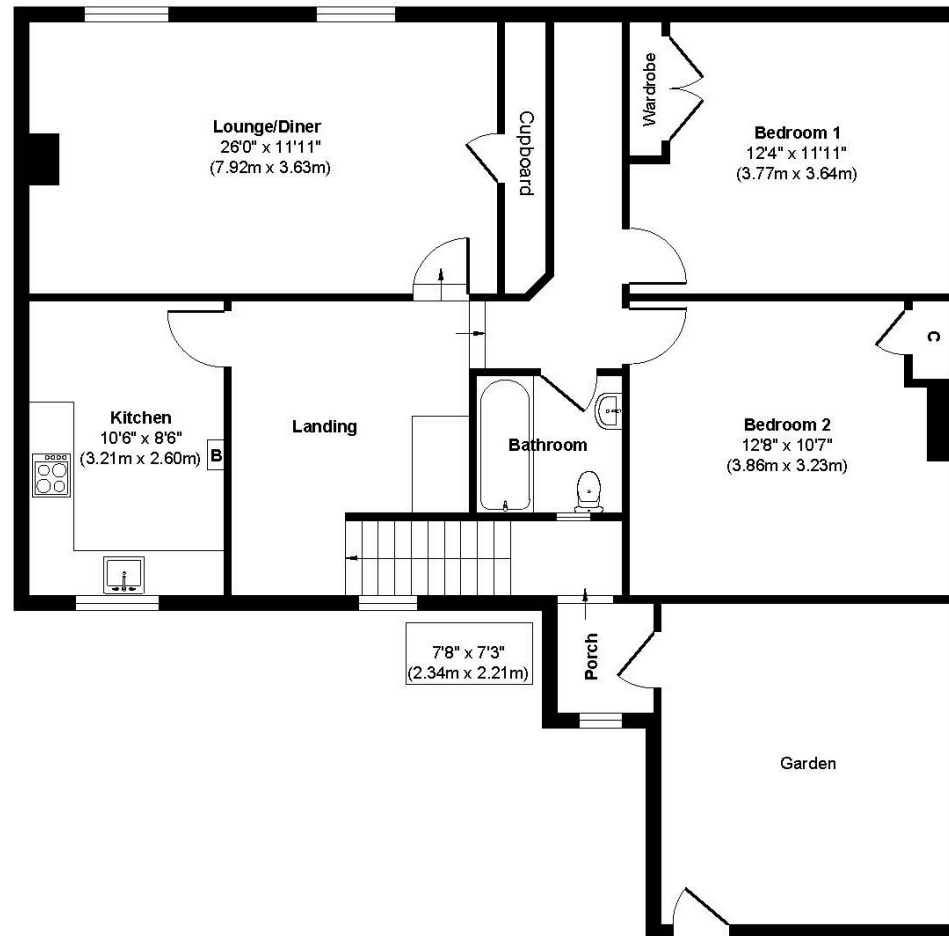 Lounge/Diner
26'0" x 11'11"
(7.92m x 3.63m)
Cupboard
Wardrobe
Bedroom 1
12'4" x 11'11"
(3.77m x 3.64m)
Kitchen
10'6" x 8'6"
(3.21m x 2.60m)
B
Landing
Bathroom
Bedroom 2
12'8" x 10'7"
(3.86m x 3.23m)
C
7'8" x 7'3"
(2.34m x 2.21m)
Porch
Garden